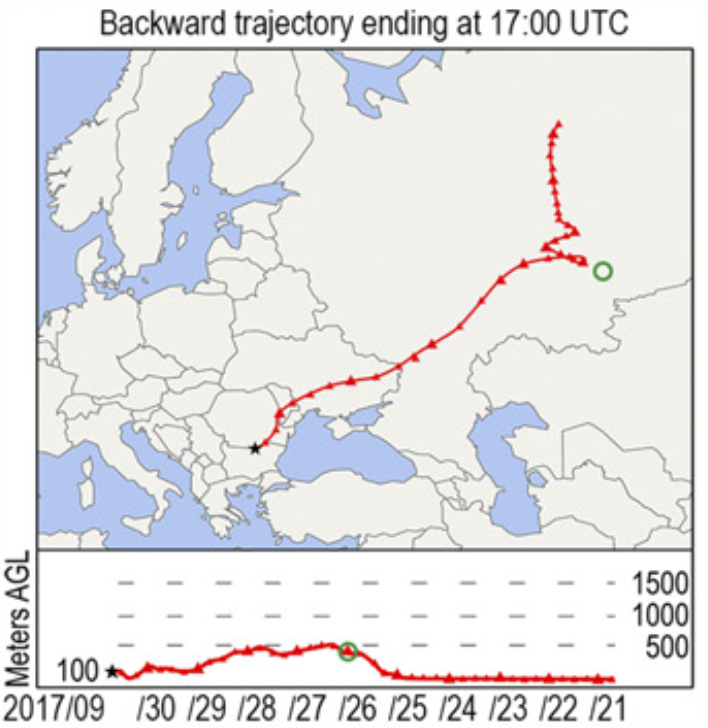 Backward trajectory ending at 17:00 UTC
Meters AGL
1500
1000
500
100
2017/09 /30 /29 /28 /27 /26 /25 /24 /23 /22 /21